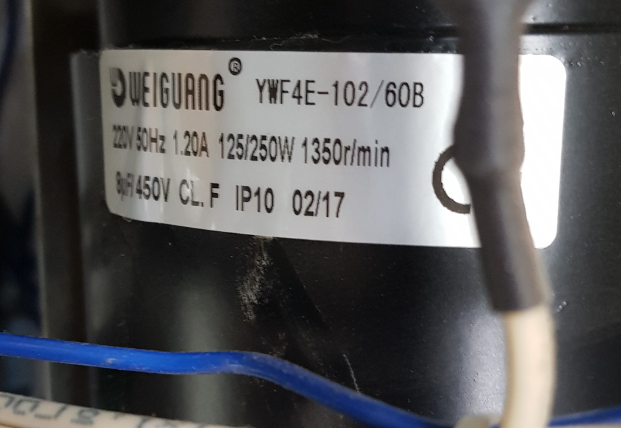 WEIGUANG® YWF4E-102/60B
220V 50Hz 1.20A 125/250W 1350r/min
8μF/450V CL.F IP10 02/17